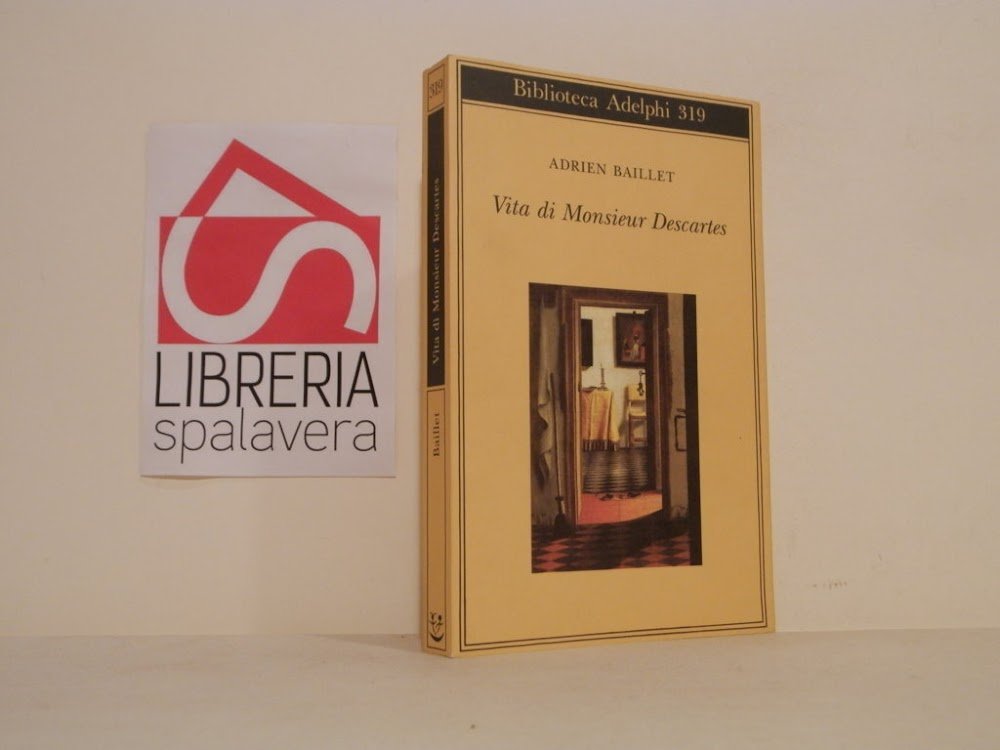 LIBRERIA
spalavera
319
Vita di Monsieur Descartes
Baillet
Biblioteca Adelphi 319
ADRIEN BAILLET
Vita di Monsieur Descartes